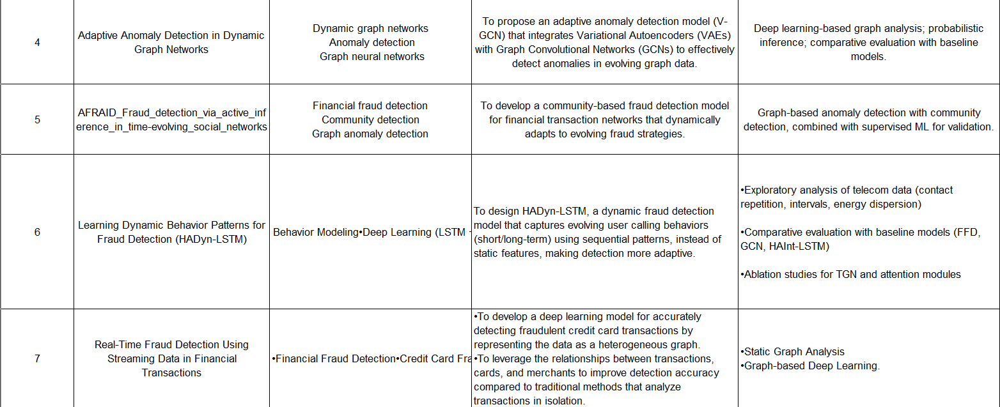 4
Adaptive Anomaly Detection in Dynamic
Graph Networks
Dynamic graph networks
Anomaly detection
Graph neural networks
To propose an adaptive anomaly detection model (V-
GCN) that integrates Variational Autoencoders (VAEs)
with Graph Convolutional Networks (GCNs) to effectively
detect anomalies in evolving graph data.
Deep learning-based graph analysis; probabilistic
inference; comparative evaluation with baseline
models.
5
AFRAID_Fraud_detection_via_active_inf
erence_in_time-evolving_social_networks
Financial fraud detection
Community detection
Graph anomaly detection
To develop a community-based fraud detection model
for financial transaction networks that dynamically
adapts to evolving fraud strategies.
Graph-based anomaly detection with community
detection, combined with supervised ML for validation.
6
Learning Dynamic Behavior Patterns for
Fraud Detection (HADyn-LSTM)
Behavior Modeling•Deep Learning (LSTM
To design HADyn-LSTM, a dynamic fraud detection
model that captures evolving user calling behaviors
(short/long-term) using sequential patterns, instead of
static features, making detection more adaptive.
•Exploratory analysis of telecom data (contact
repetition, intervals, energy dispersion)
•Comparative evaluation with baseline models (FFD,
GCN, HAInt-LSTM)
•Ablation studies for TGN and attention modules
7
Real-Time Fraud Detection Using
Streaming Data in Financial
Transactions
•Financial Fraud Detection•Credit Card Fra
•To develop a deep learning model for accurately
detecting fraudulent credit card transactions by
representing the data as a heterogeneous graph.
•To leverage the relationships between transactions,
cards, and merchants to improve detection accuracy
compared to traditional methods that analyze
transactions in isolation.
•Static Graph Analysis
•Graph-based Deep Learning.